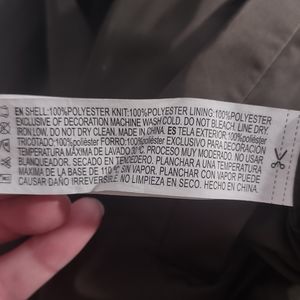 EN SHELL:100%POLYESTER KNIT:100%POLYESTER LINING:100%POLYESTER
EXCLUSIVE OF DECORATION MACHINE WASH COLD. DO NOT BLEACH. LINE DRY.
IRON LOW. DO NOT DRY CLEAN. MADE IN CHINA. ES TELA EXTERIOR: 100%poliéster
TRICOTADO: 100%poliéster FORRO: 100%poliéster EXCLUSIVO DE DECORACIÓN
TEMPERATURA MÁXIMA DE LAVADO 30°C. PROCESO MUY MODERADO. NO USAR
BLANQUEADOR. SECADO EN TENDEDERO. PLANCHAR A UNA TEMPERATURA
MÁXIMA DE LA BASE DE 110 °C SIN VAPOR. PLANCHAR CON VAPOR PUEDE
CAUSAR DAÑO IRREVERSIBLE. NO LIMPIEZA EN SECO. HECHO EN CHINA.